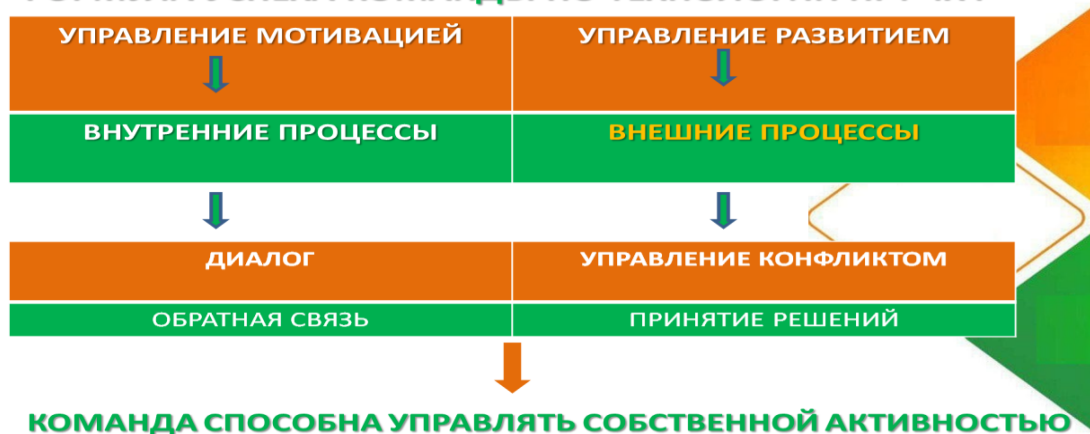 УПРАВЛЕНИЕ МОТИВАЦИЕЙ
УПРАВЛЕНИЕ РАЗВИТИЕМ
ВНУТРЕННИЕ ПРОЦЕССЫ
ВНЕШНИЕ ПРОЦЕССЫ
ДИАЛОГ
УПРАВЛЕНИЕ КОНФЛИКТОМ
ОБРАТНАЯ СВЯЗЬ
ПРИНЯТИЕ РЕШЕНИЙ
КОМАНДА СПОСОБНА УПРАВЛЯТЬ СОБСТВЕННОЙ АКТИВНОСТЬЮ